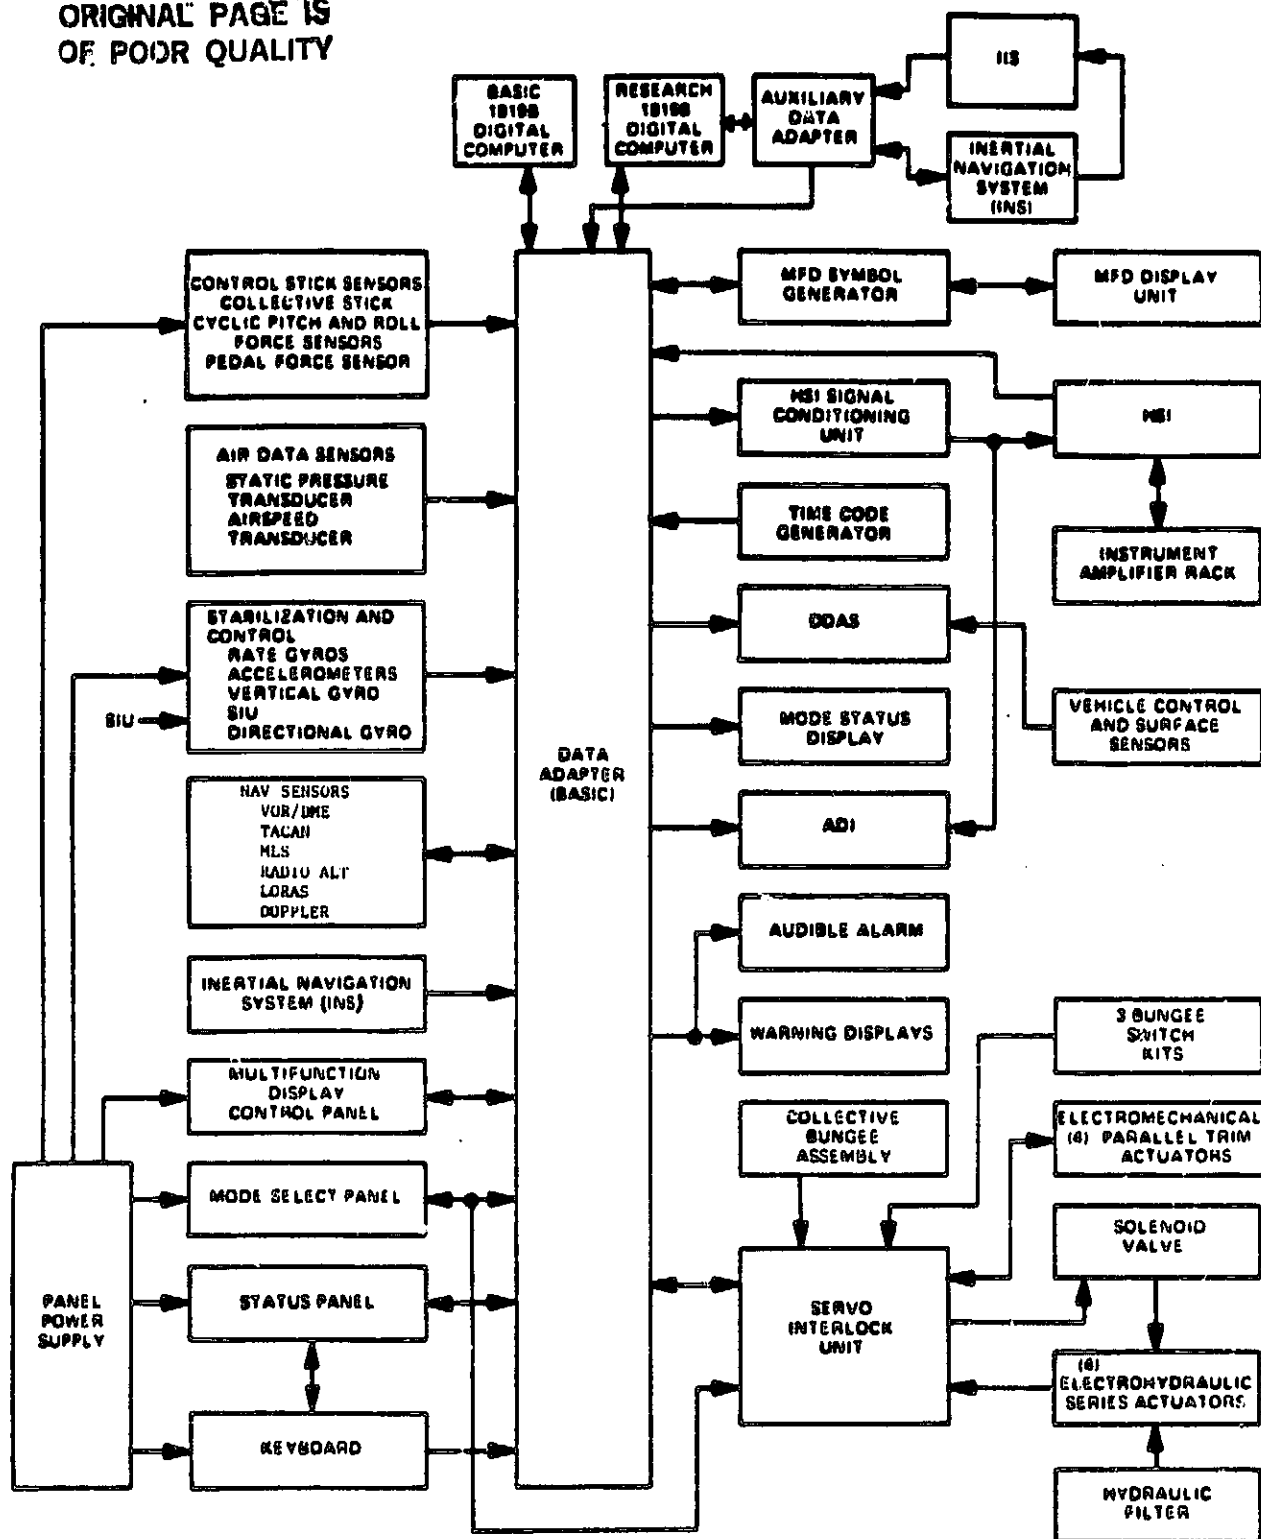 ORIGINAL PAGE IS
OF POOR QUALITY
BASIC
1819B
DIGITAL
COMPUTER
RESEARCH
1819B
DIGITAL
COMPUTER
AUXILIARY
DATA
ADAPTER
IIS
INERTIAL
NAVIGATION
SYSTEM
(INS)
CONTROL STICK SENSORS
COLLECTIVE STICK
CYCLIC PITCH AND ROLL
FORCE SENSORS
PEDAL FORCE SENSOR
AIR DATA SENSORS
STATIC PRESSURE
TRANSDUCER
AIRSPEED
TRANSDUCER
STABILIZATION AND
CONTROL
RATE GYROS
ACCELEROMETERS
VERTICAL GYRO
SIU
DIRECTIONAL GYRO
SIU
NAV SENSORS
VOR/DME
TACAN
MLS
RADIO ALT
LORAS
DOPPLER
INERTIAL NAVIGATION
SYSTEM (INS)
MULTIFUNCTION
DISPLAY
CONTROL PANEL
MODE SELECT PANEL
STATUS PANEL
KEYBOARD
PANEL
POWER
SUPPLY
DATA
ADAPTER
(BASIC)
MFD SYMBOL
GENERATOR
MFD DISPLAY
UNIT
HSI SIGNAL
CONDITIONING
UNIT
HSI
TIME CODE
GENERATOR
INSTRUMENT
AMPLIFIER RACK
DDAS
MODE STATUS
DISPLAY
VEHICLE CONTROL
AND SURFACE
SENSORS
ADI
AUDIBLE ALARM
WARNING DISPLAYS
3 BUNGEE
SWITCH
KITS
COLLECTIVE
BUNGEE
ASSEMBLY
ELECTROMECHANICAL
(4) PARALLEL TRIM
ACTUATORS
SOLENOID
VALVE
SERVO
INTERLOCK
UNIT
ELECTROHYDRAULIC
SERIES ACTUATORS
HYDRAULIC
FILTER